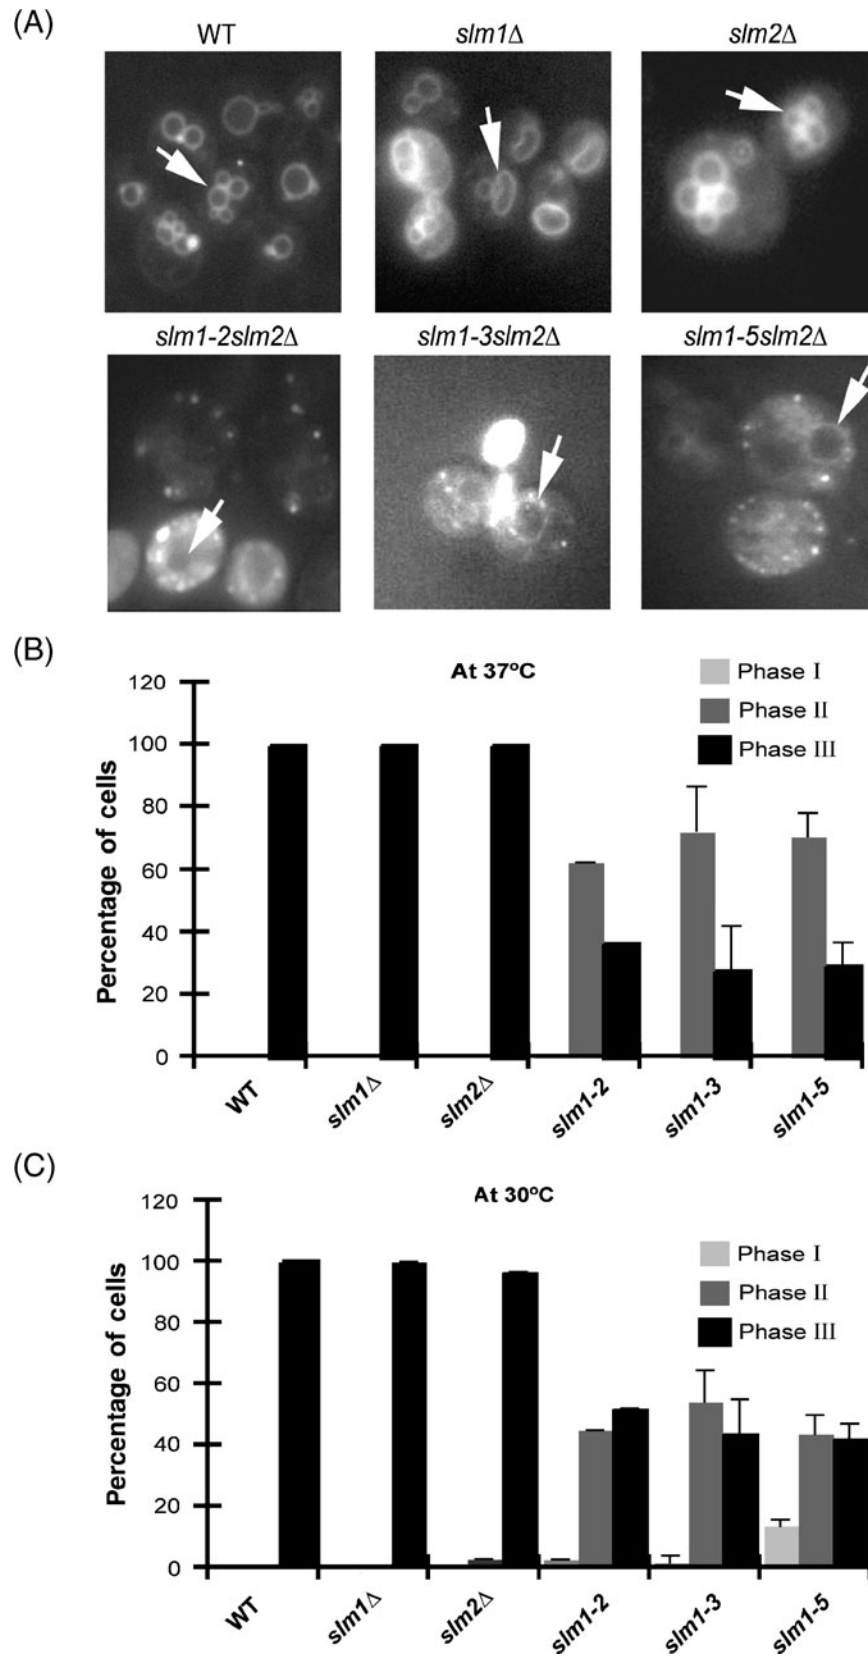 (A)
WT
slm1Δ
slm2Δ
slm1-2slm2Δ
slm1-3slm2Δ
slm1-5slm2Δ
(B)
At 37ºC
Phase I
Phase II
Phase III
Percentage of cells
120
100
80
60
40
20
0
WT
slm1Δ
slm2Δ
slm1-2
slm1-3
slm1-5
(C)
At 30ºC
Phase I
Phase II
Phase III
Percentage of cells
120
100
80
60
40
20
0
WT
slm1Δ
slm2Δ
slm1-2
slm1-3
slm1-5